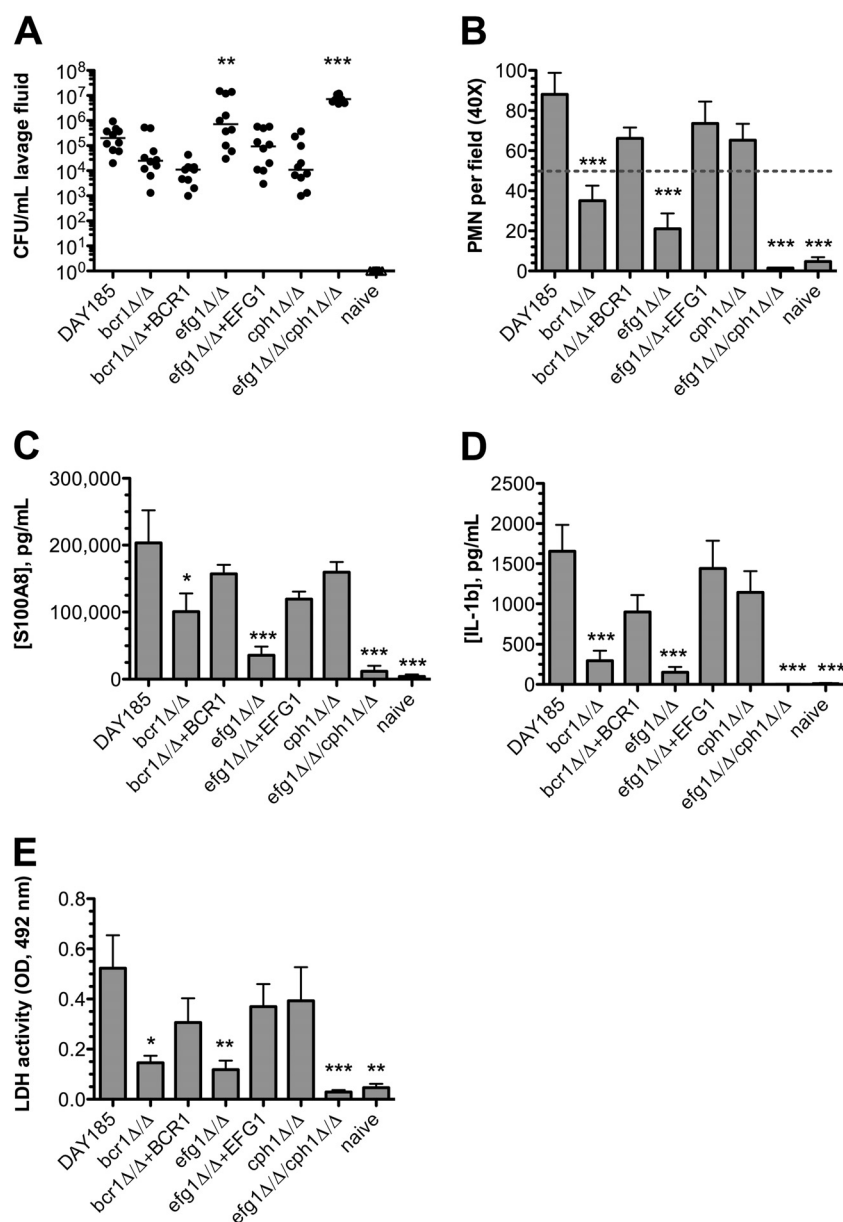 A
CFU/mL lavage fluid
10⁸
10⁷
10⁶
10⁵
10⁴
10³
10²
10¹
10⁰
** ***
DAY185
bcr1Δ/Δ
bcr1Δ/Δ+BCR1
efg1Δ/Δ
efg1Δ/Δ+EFG1
cph1Δ/Δ
efg1Δ/Δ/cph1Δ/Δ
naive
B
PMN per field (40X)
100
80
60
40
20
0
*** *** *** ***
DAY185
bcr1Δ/Δ
bcr1Δ/Δ+BCR1
efg1Δ/Δ
efg1Δ/Δ+EFG1
cph1Δ/Δ
efg1Δ/Δ/cph1Δ/Δ
naive
C
[S100A8], pg/mL
300,000
200,000
100,000
0
* *** *** ***
DAY185
bcr1Δ/Δ
bcr1Δ/Δ+BCR1
efg1Δ/Δ
efg1Δ/Δ+EFG1
cph1Δ/Δ
efg1Δ/Δ/cph1Δ/Δ
naive
D
[IL-1b], pg/mL
2500
2000
1500
1000
500
0
*** *** *** ***
DAY185
bcr1Δ/Δ
bcr1Δ/Δ+BCR1
efg1Δ/Δ
efg1Δ/Δ+EFG1
cph1Δ/Δ
efg1Δ/Δ/cph1Δ/Δ
naive
E
LDH activity (OD, 492 nm)
0.8
0.6
0.4
0.2
0.0
* ** *** **
DAY185
bcr1Δ/Δ
bcr1Δ/Δ+BCR1
efg1Δ/Δ
efg1Δ/Δ+EFG1
cph1Δ/Δ
efg1Δ/Δ/cph1Δ/Δ
naive